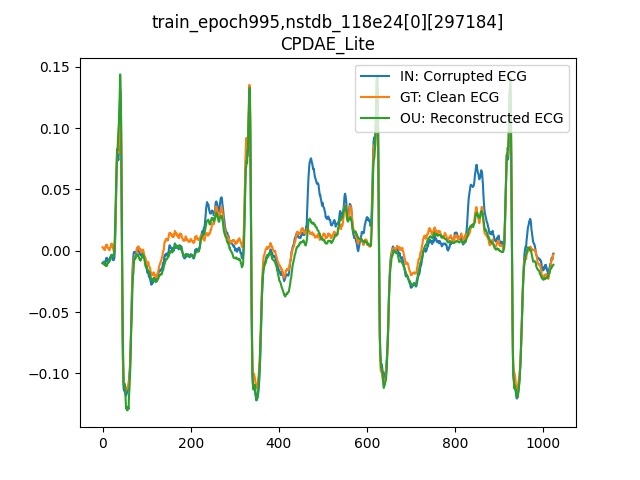 train_epoch995,nstdb_118e24[0][297184]
CPDAE_Lite
IN: Corrupted ECG
GT: Clean ECG
OU: Reconstructed ECG
0.15
0.10
0.05
0.00
−0.05
−0.10
0 200 400 600 800 1000